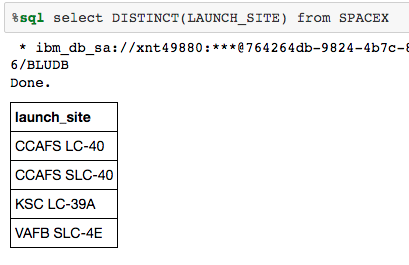 %sql select DISTINCT(LAUNCH_SITE) from SPACEX
* ibm_db_sa://xnt49880:***@764264db-9824-4b7c-8
6/BLUDB
Done.
launch_site
CCAFS LC-40
CCAFS SLC-40
KSC LC-39A
VAFB SLC-4E